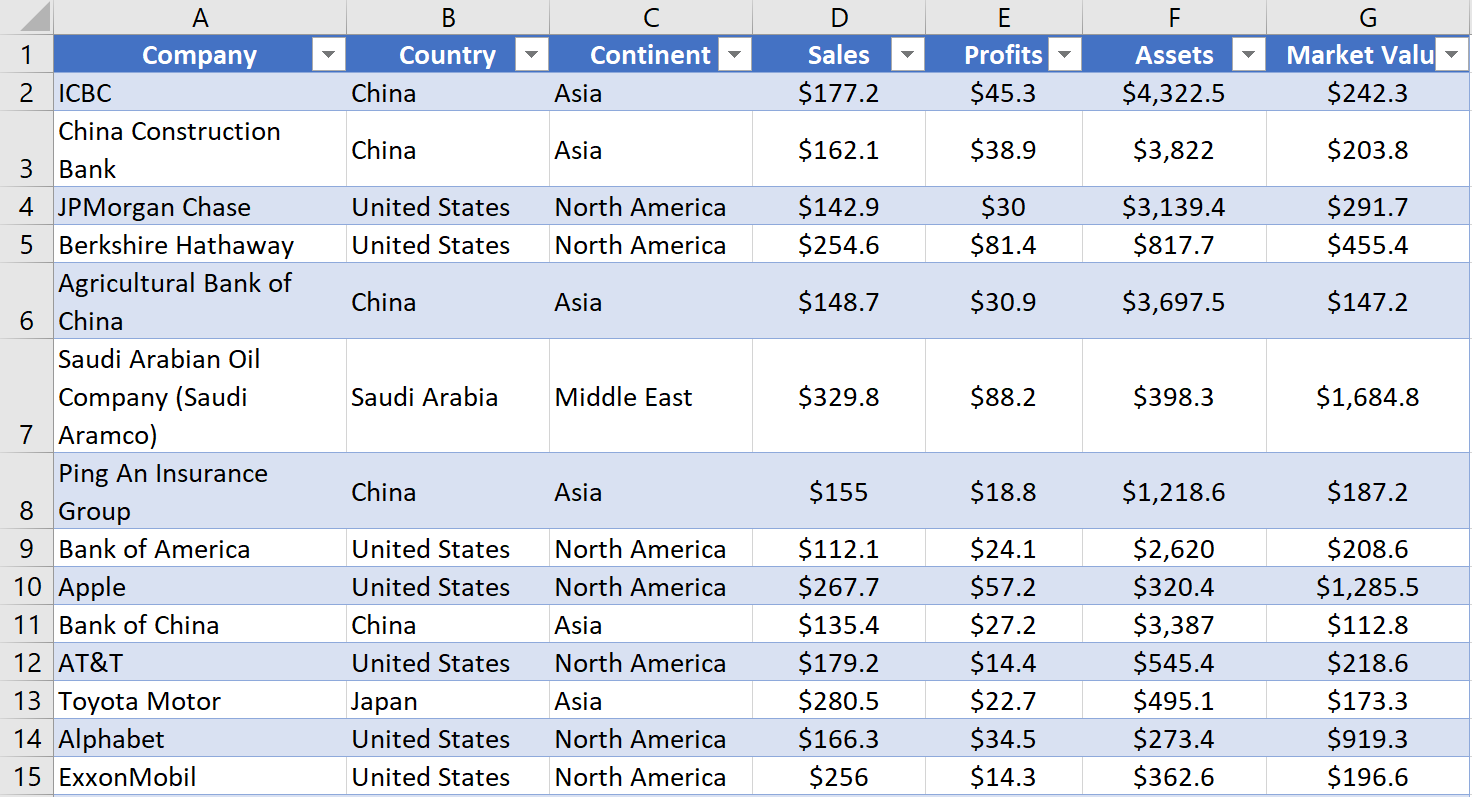 A B C D E F G
1 Company Country Continent Sales Profits Assets Market Valu
2 ICBC China Asia $177.2 $45.3 $4,322.5 $242.3
China Construction
3 Bank China Asia $162.1 $38.9 $3,822 $203.8
4 JPMorgan Chase United States North America $142.9 $30 $3,139.4 $291.7
5 Berkshire Hathaway United States North America $254.6 $81.4 $817.7 $455.4
Agricultural Bank of
6 China China Asia $148.7 $30.9 $3,697.5 $147.2
Saudi Arabian Oil
Company (Saudi Saudi Arabia Middle East $329.8 $88.2 $398.3 $1,684.8
7 Aramco)
Ping An Insurance
8 Group China Asia $155 $18.8 $1,218.6 $187.2
9 Bank of America United States North America $112.1 $24.1 $2,620 $208.6
10 Apple United States North America $267.7 $57.2 $320.4 $1,285.5
11 Bank of China China Asia $135.4 $27.2 $3,387 $112.8
12 AT&T United States North America $179.2 $14.4 $545.4 $218.6
13 Toyota Motor Japan Asia $280.5 $22.7 $495.1 $173.3
14 Alphabet United States North America $166.3 $34.5 $273.4 $919.3
15 ExxonMobil United States North America $256 $14.3 $362.6 $196.6